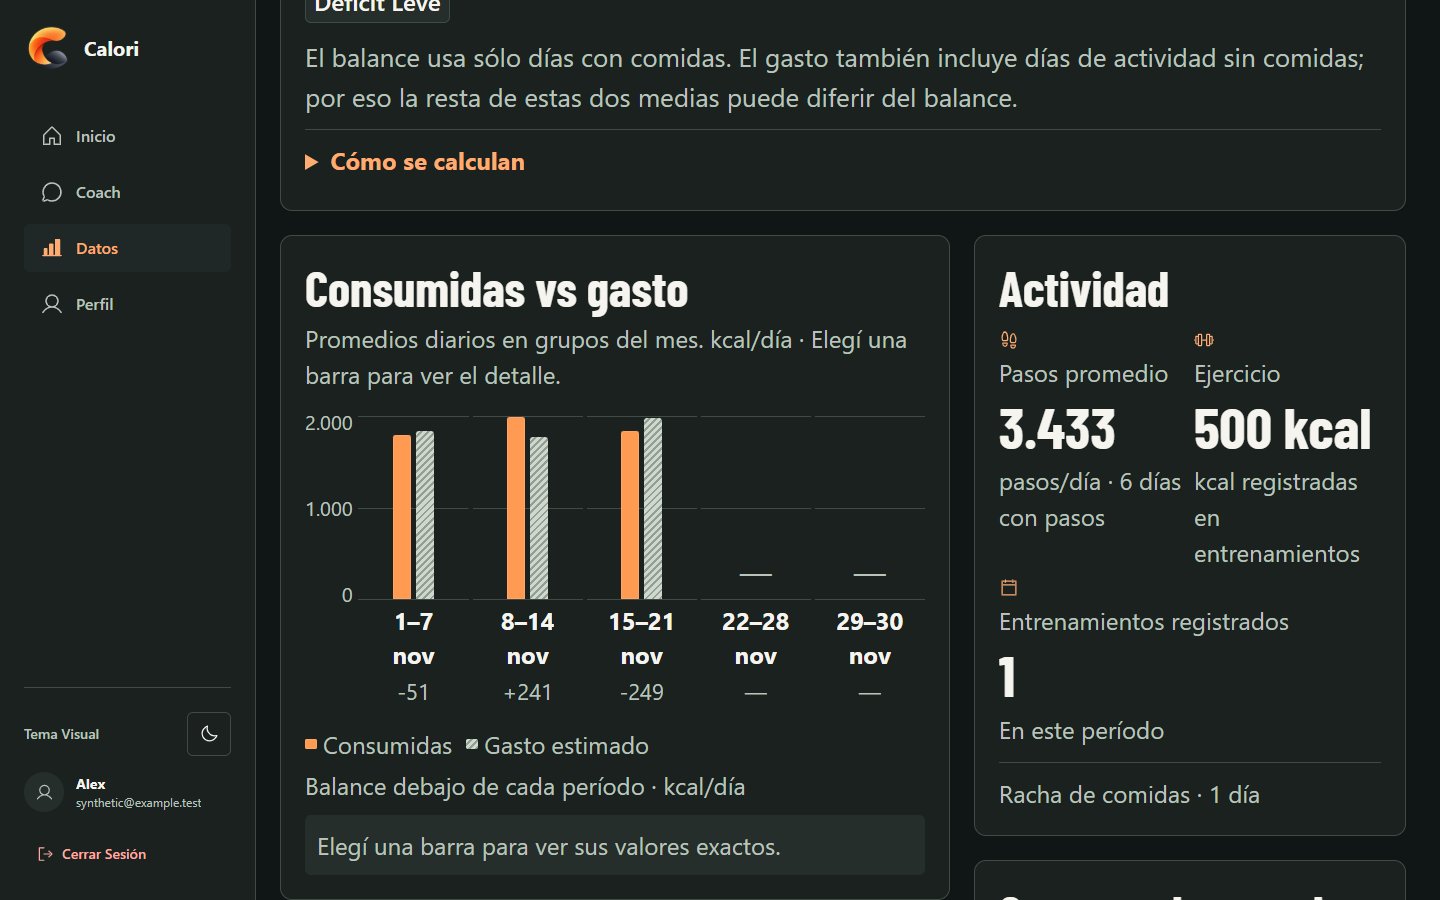 Calori
Inicio
Coach
Datos
Perfil
Tema Visual
Alex
synthetic@example.test
Cerrar Sesión
Déficit Leve
El balance usa sólo días con comidas. El gasto también incluye días de actividad sin comidas;
por eso la resta de estas dos medias puede diferir del balance.
Cómo se calculan
Consumidas vs gasto
Promedios diarios en grupos del mes. kcal/día · Elegí una
barra para ver el detalle.
2.000
1.000
0
1–7 nov
8–14 nov
15–21 nov
22–28 nov
29–30 nov
-51
+241
-249
—
—
Consumidas
Gasto estimado
Balance debajo de cada período · kcal/día
Elegí una barra para ver sus valores exactos.
Actividad
Pasos promedio
3.433
pasos/día · 6 días
con pasos
Ejercicio
500 kcal
kcal registradas
en
entrenamientos
Entrenamientos registrados
1
En este período
Racha de comidas · 1 día